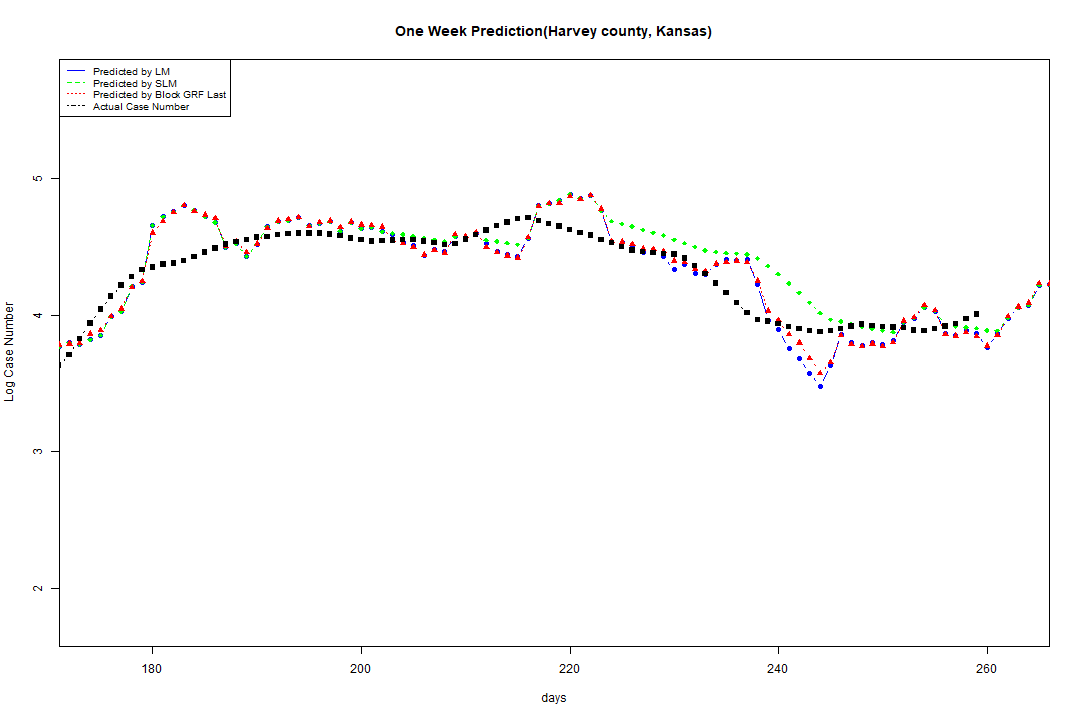 One Week Prediction(Harvey county, Kansas)
Predicted by LM
Predicted by SLM
Predicted by Block GRF Last
Actual Case Number
5
4
3
2
Log Case Number
180 200 220 240 260
days